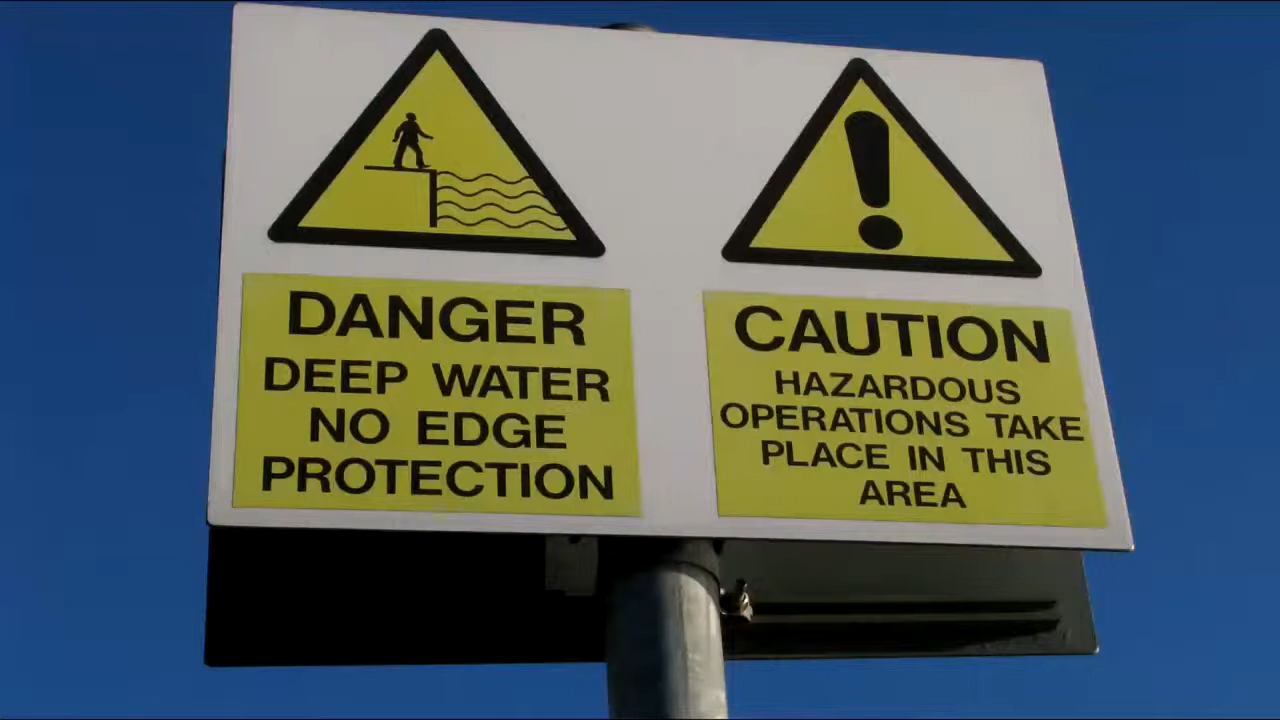 DANGER
DEEP WATER
NO EDGE
PROTECTION
CAUTION
HAZARDOUS
OPERATIONS TAKE
PLACE IN THIS
AREA